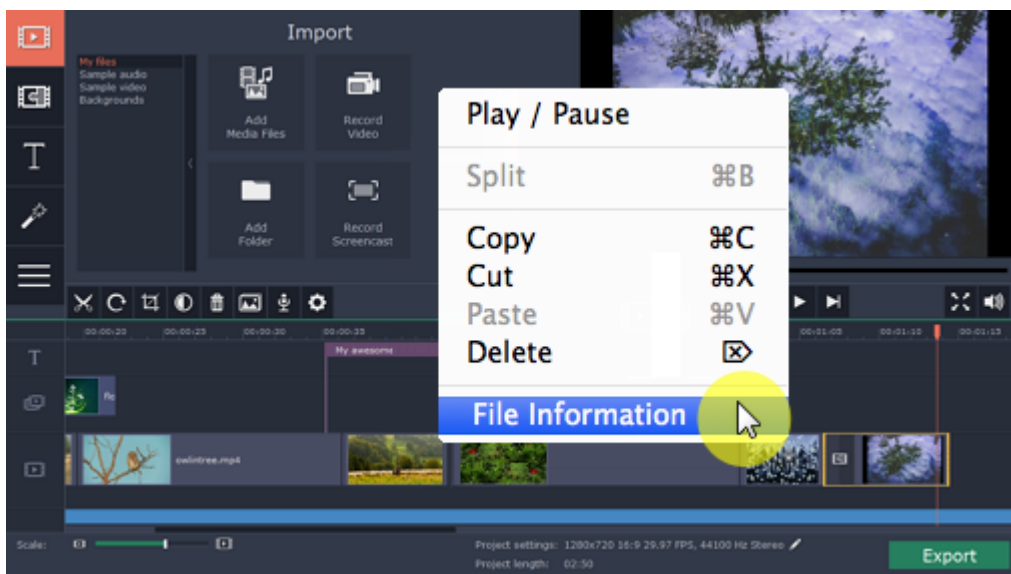 Import
My files
Sample audio
Sample video
Backgrounds
Add
Media Files
Record
Video
Add
Folder
Record
Screencast
Play / Pause
Split ⌘B
Copy ⌘C
Cut ⌘X
Paste ⌘V
Delete
File Information
00:00:20 00:00:25 00:00:30 00:00:35 00:01:05 00:01:10 00:01:15
T
My awesome
fle
owlintree.mp4
Scale:
Project settings: 1280x720 16:9 29.97 FPS, 44100 Hz Stereo
Project length: 02:50
Export